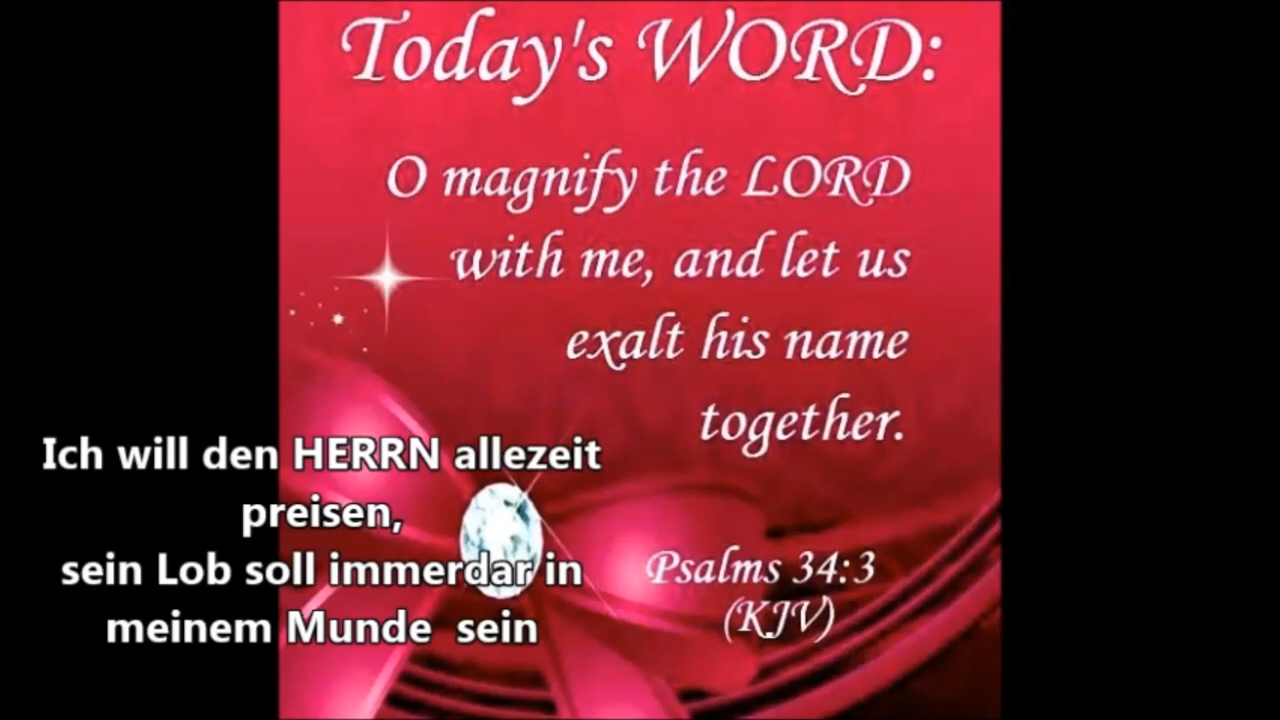 Today's WORD:
O magnify the LORD
with me, and let us
exalt his name
together.
Psalms 34:3
(KJV)
Ich will den HERRN allezeit
preisen,
sein Lob soll immerdar in
meinem Munde sein